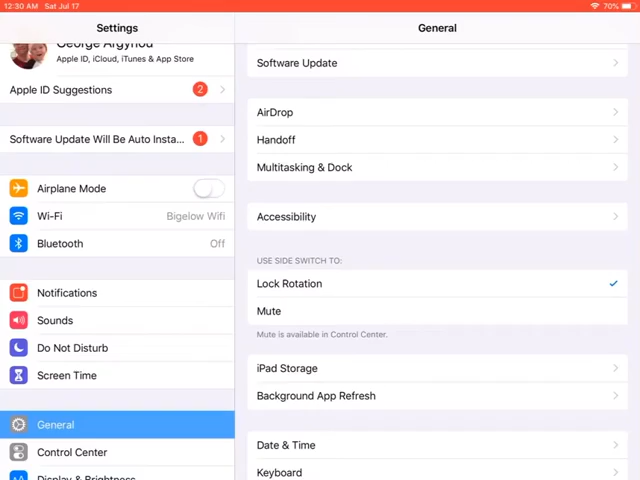 12:30 AM Sat Jul 17
70%
Settings
General
George Argyrou
Apple ID, iCloud, iTunes & App Store
Apple ID Suggestions
2
Software Update Will Be Auto Insta...
1
Airplane Mode
Wi-Fi
Bigelow Wifi
Bluetooth
Off
Notifications
Sounds
Do Not Disturb
Screen Time
General
Control Center
Display & Brightness
Software Update
AirDrop
Handoff
Multitasking & Dock
Accessibility
USE SIDE SWITCH TO:
Lock Rotation
Mute
Mute is available in Control Center.
iPad Storage
Background App Refresh
Date & Time
Keyboard